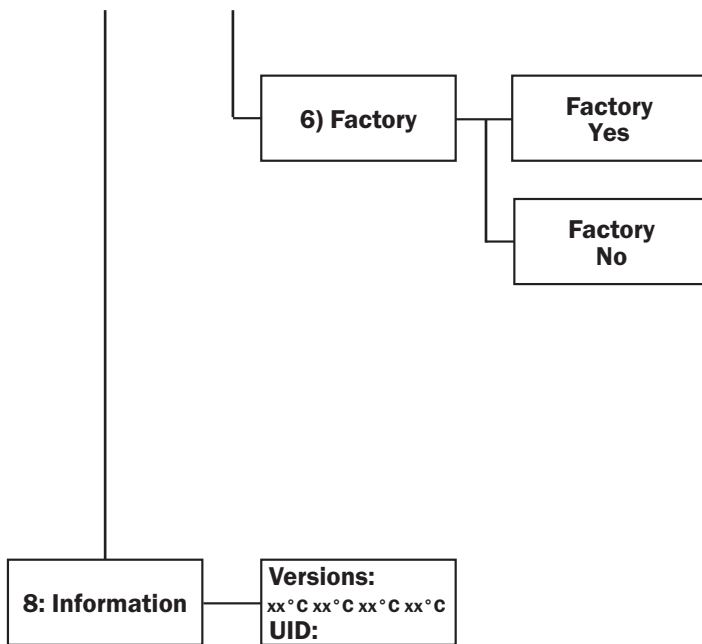 6) Factory
Factory
Yes
Factory
No
8: Information
Versions:
xx°C xx°C xx°C xx°C
UID: